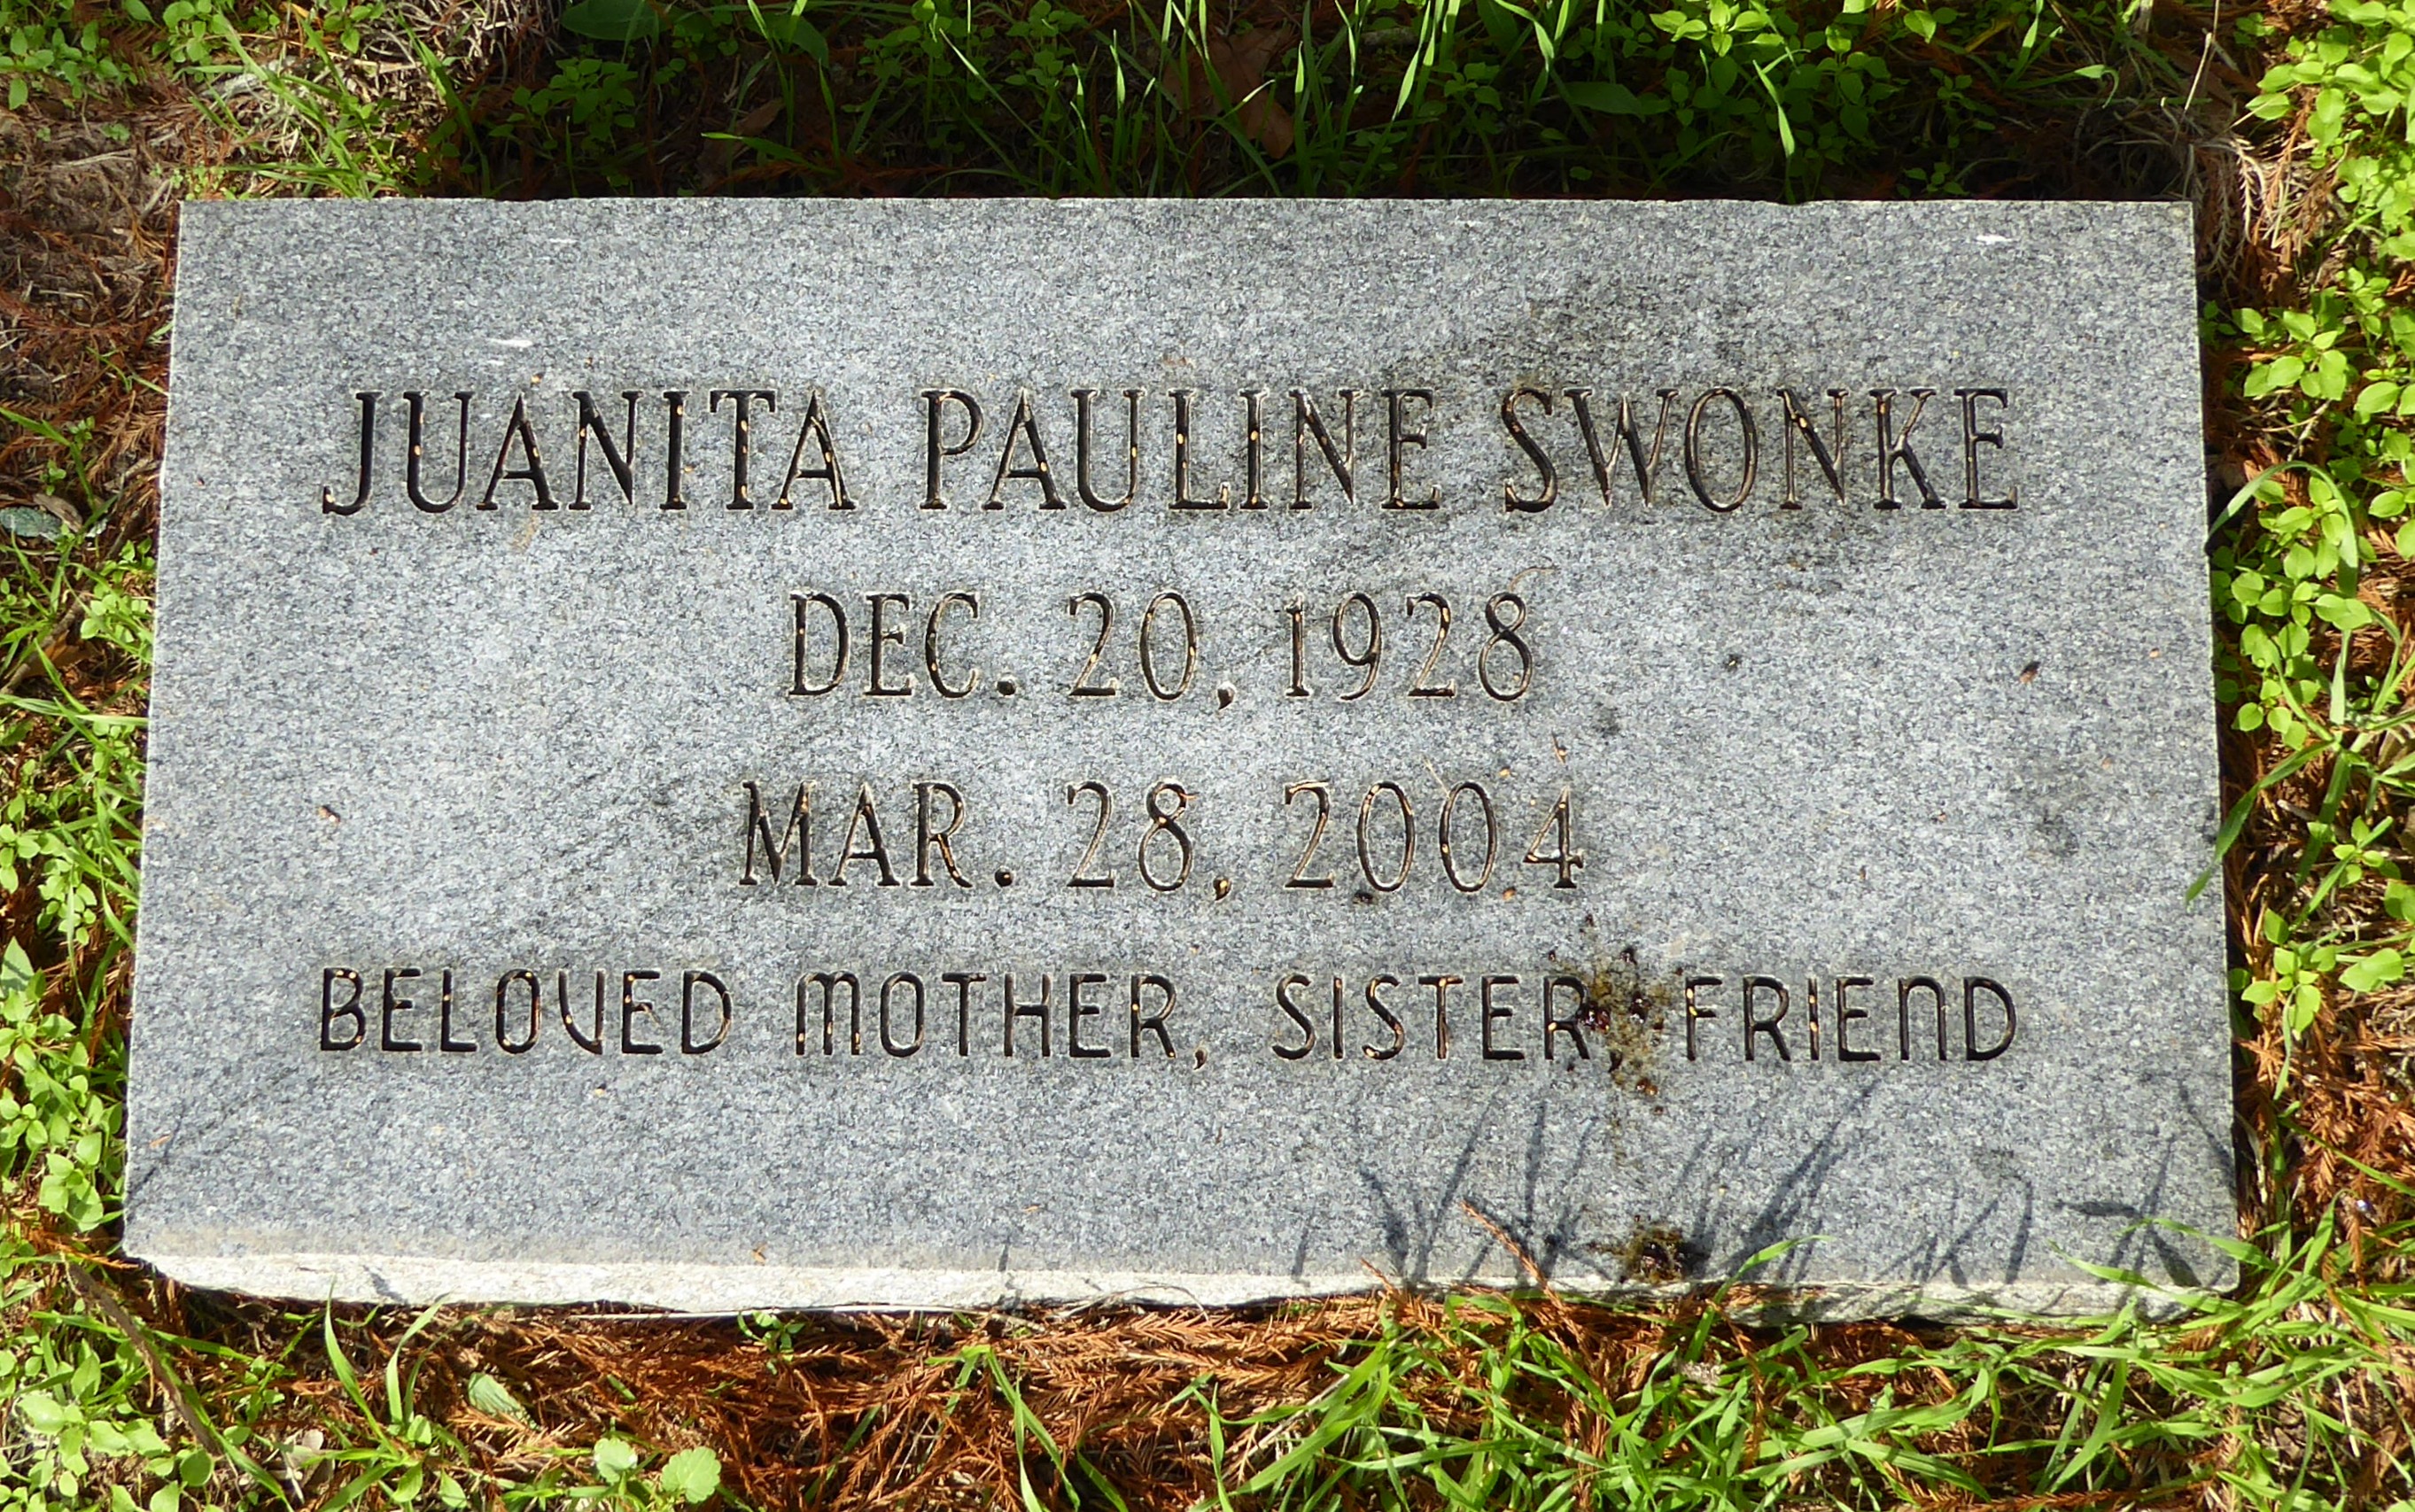 JUANITA PAULINE SWONKE
DEC. 20, 1928
MAR. 28, 2004
BELOVED MOTHER, SISTER, FRIEND